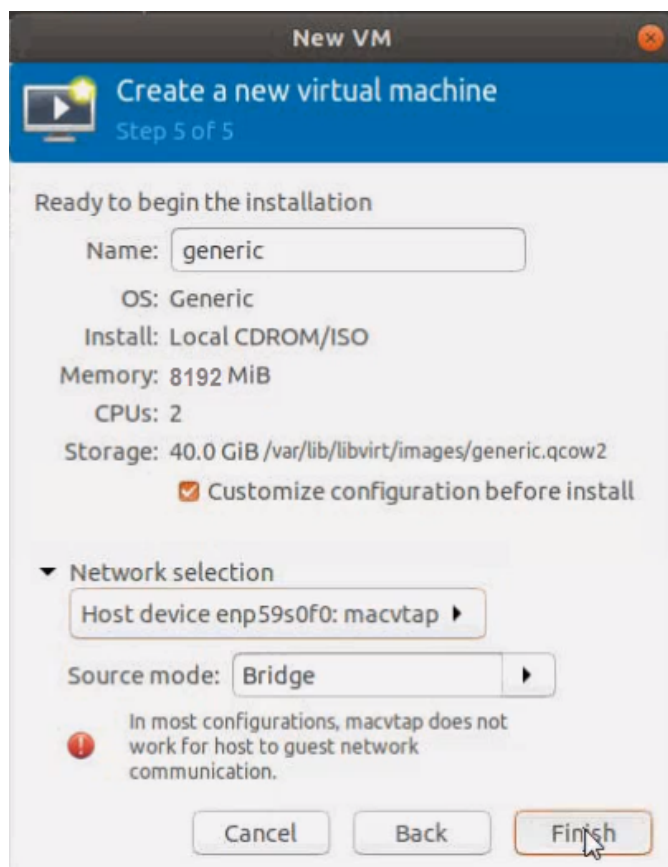 New VM
Create a new virtual machine
Step 5 of 5
Ready to begin the installation
Name: generic
OS: Generic
Install: Local CDROM/ISO
Memory: 8192 MiB
CPUs: 2
Storage: 40.0 GiB /var/lib/libvirt/images/generic.qcow2
Customize configuration before install
Network selection
Host device enp59s0f0: macvtap
Source mode: Bridge
In most configurations, macvtap does not
work for host to guest network
communication.
Cancel Back Finish